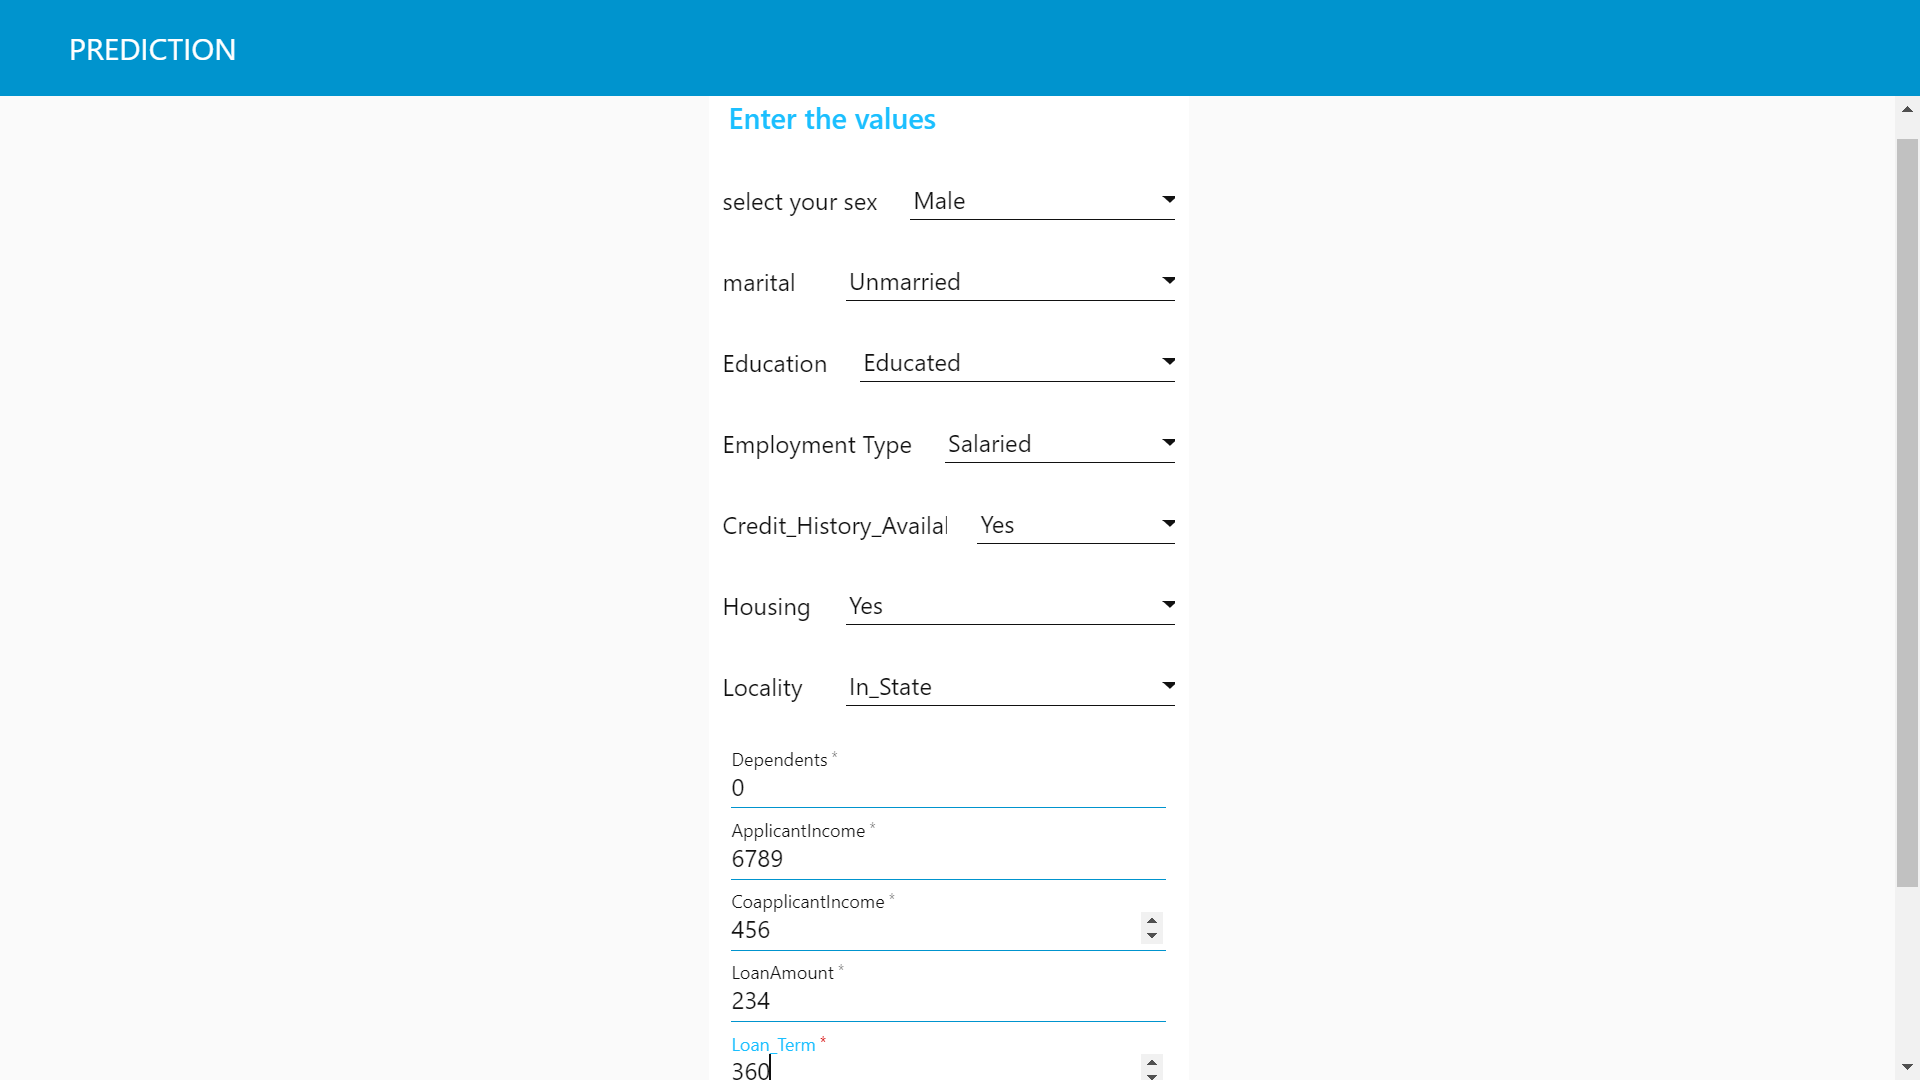 PREDICTION
Enter the values
select your sex Male
marital Unmarried
Education Educated
Employment Type Salaried
Credit_History_Availal Yes
Housing Yes
Locality In_State
Dependents *
0
ApplicantIncome *
6789
CoapplicantIncome *
456
LoanAmount *
234
Loan_Term *
360